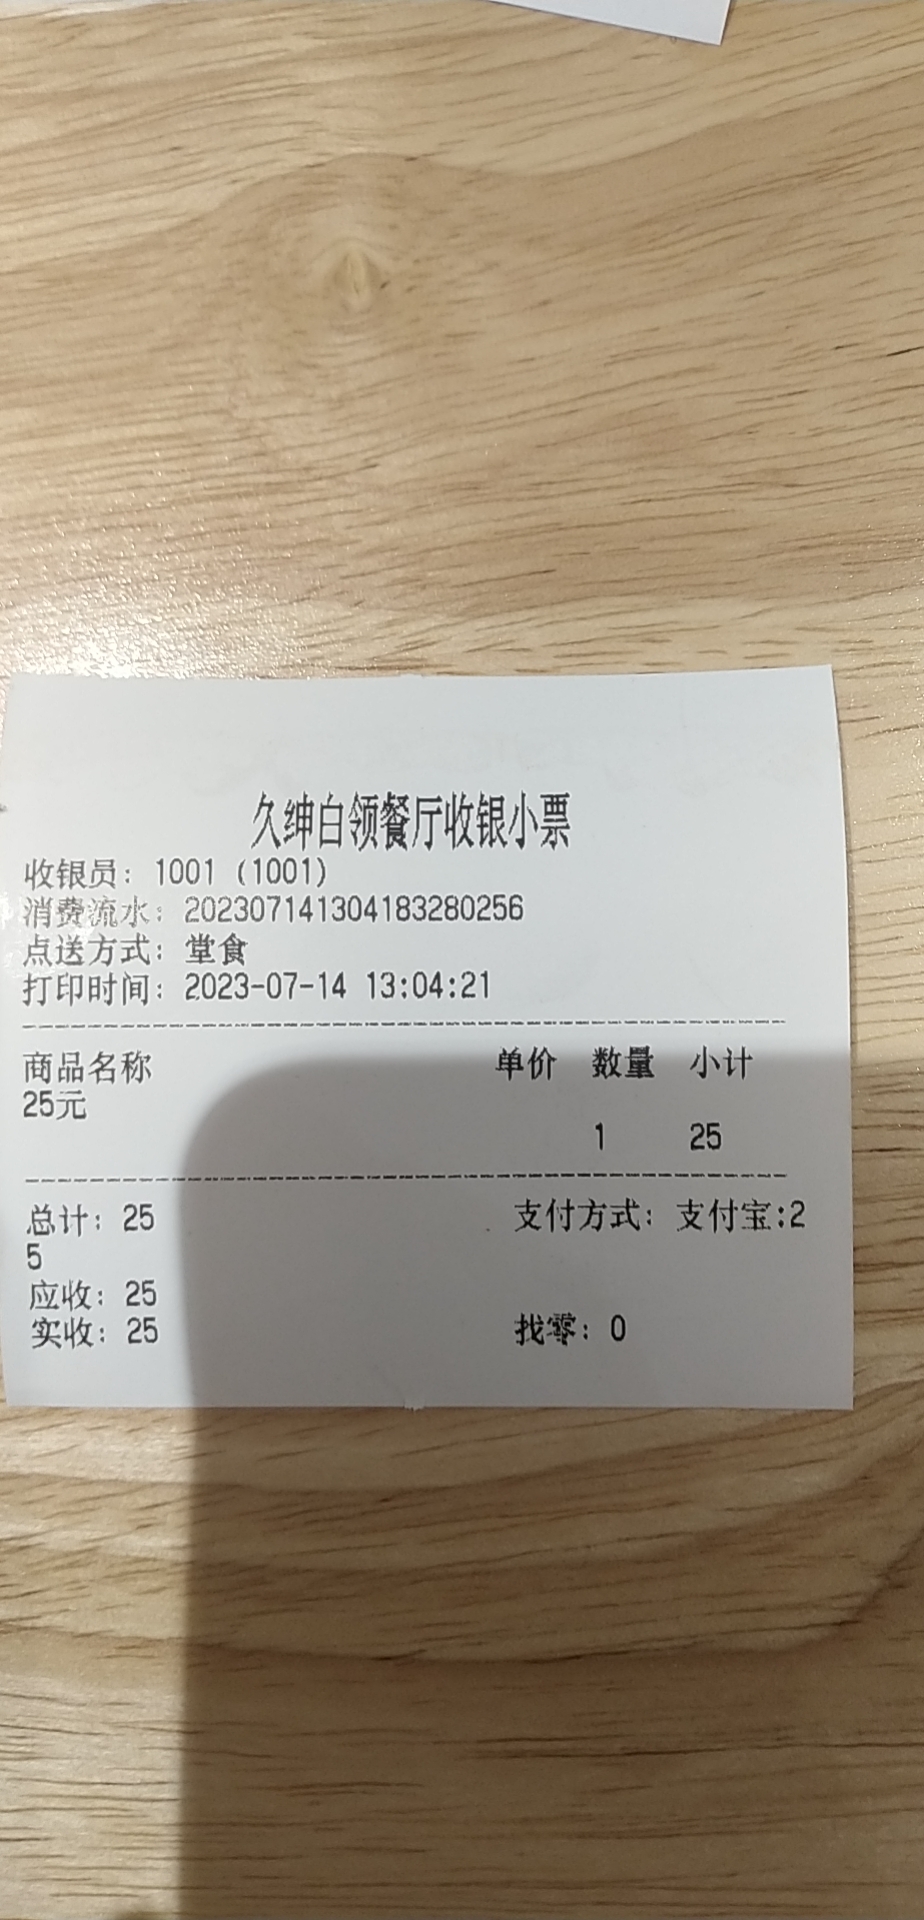 久绅白领餐厅收银小票
收银员: 1001 (1001)
消费流水: 202307141304183280256
点送方式: 堂食
打印时间: 2023-07-14 13:04:21
商品名称 单价 数量 小计
25元
1 25
总计: 25 支付方式: 支付宝:2
5
应收: 25
实收: 25 找零: 0